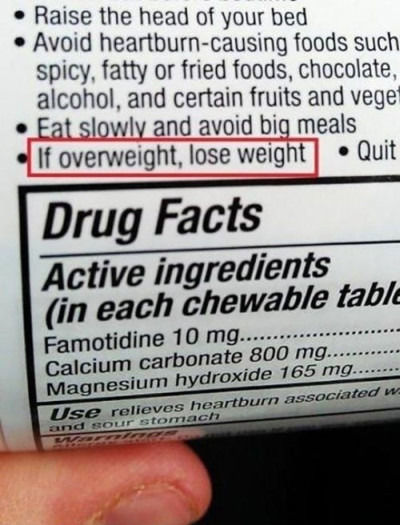 • Raise the head of your bed
• Avoid heartburn-causing foods such
spicy, fatty or fried foods, chocolate,
alcohol, and certain fruits and veget
• Eat slowly and avoid big meals
• If overweight, lose weight • Quit
Drug Facts
Active ingredients
(in each chewable table
Famotidine 10 mg
Calcium carbonate 800 mg
Magnesium hydroxide 165 mg
Use relieves heartburn associated w
and sour stomach
Warnings